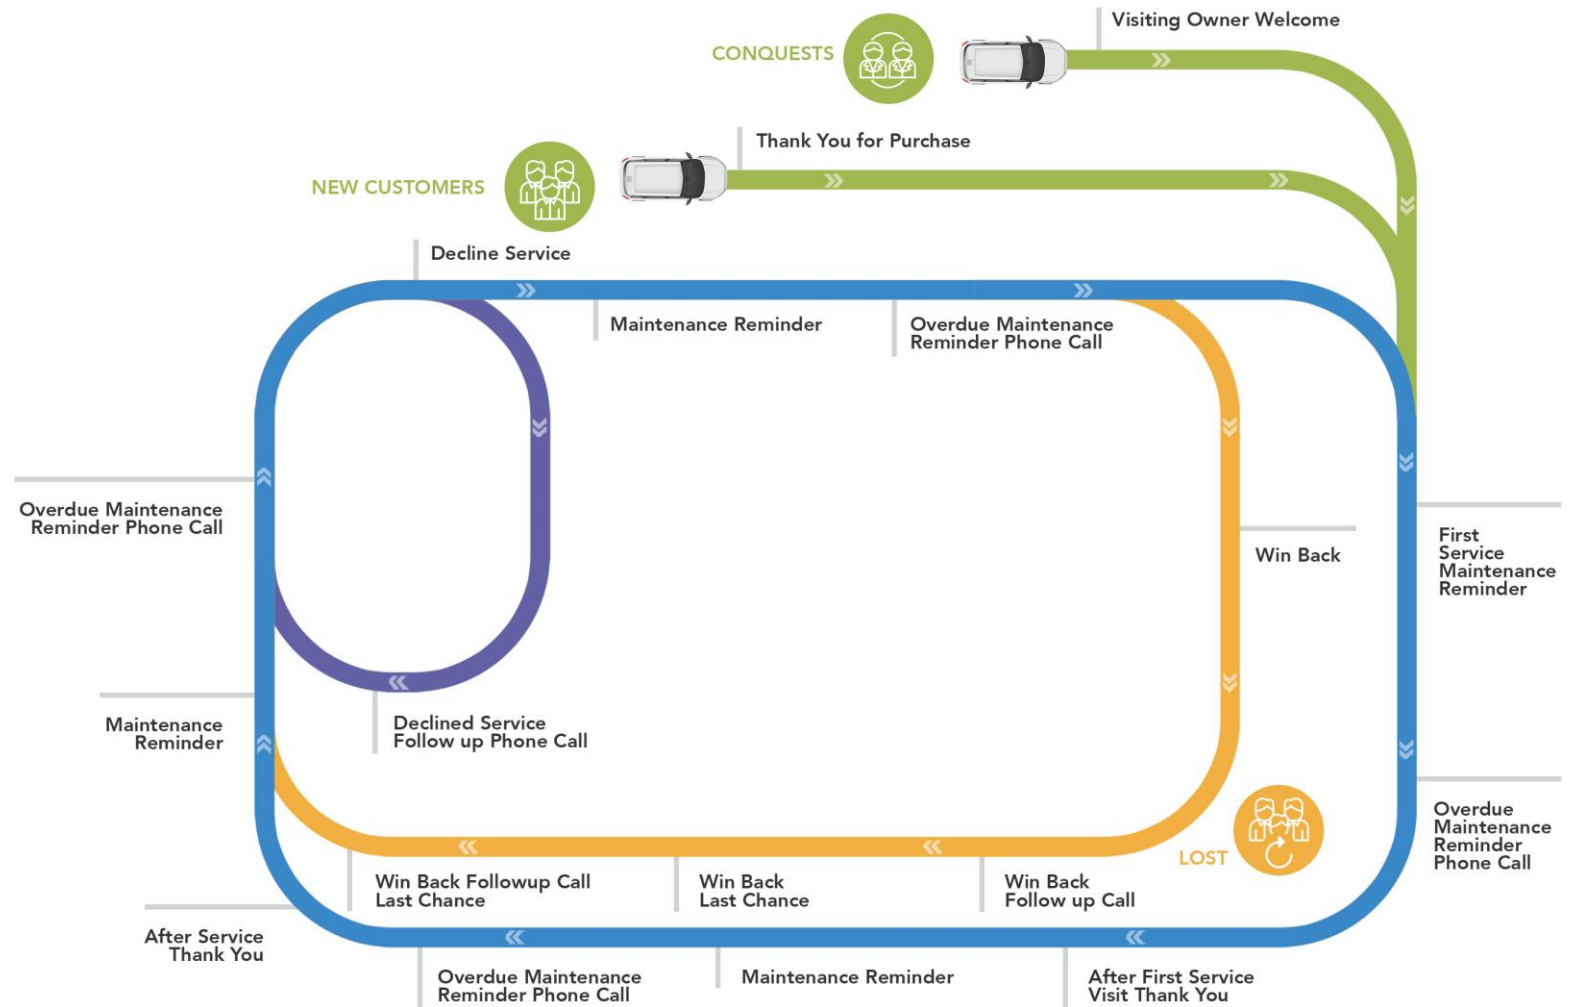 Visiting Owner Welcome
CONQUESTS
Thank You for Purchase
NEW CUSTOMERS
Decline Service
Maintenance Reminder
Overdue Maintenance
Reminder Phone Call
Overdue Maintenance
Reminder Phone Call
Win Back
First
Service
Maintenance
Reminder
Maintenance
Reminder
Declined Service
Follow up Phone Call
Overdue
Maintenance
Reminder
Phone Call
LOST
Win Back Followup Call
Last Chance
Win Back
Last Chance
Win Back
Follow up Call
After Service
Thank You
Overdue Maintenance
Reminder Phone Call
Maintenance Reminder
After First Service
Visit Thank You